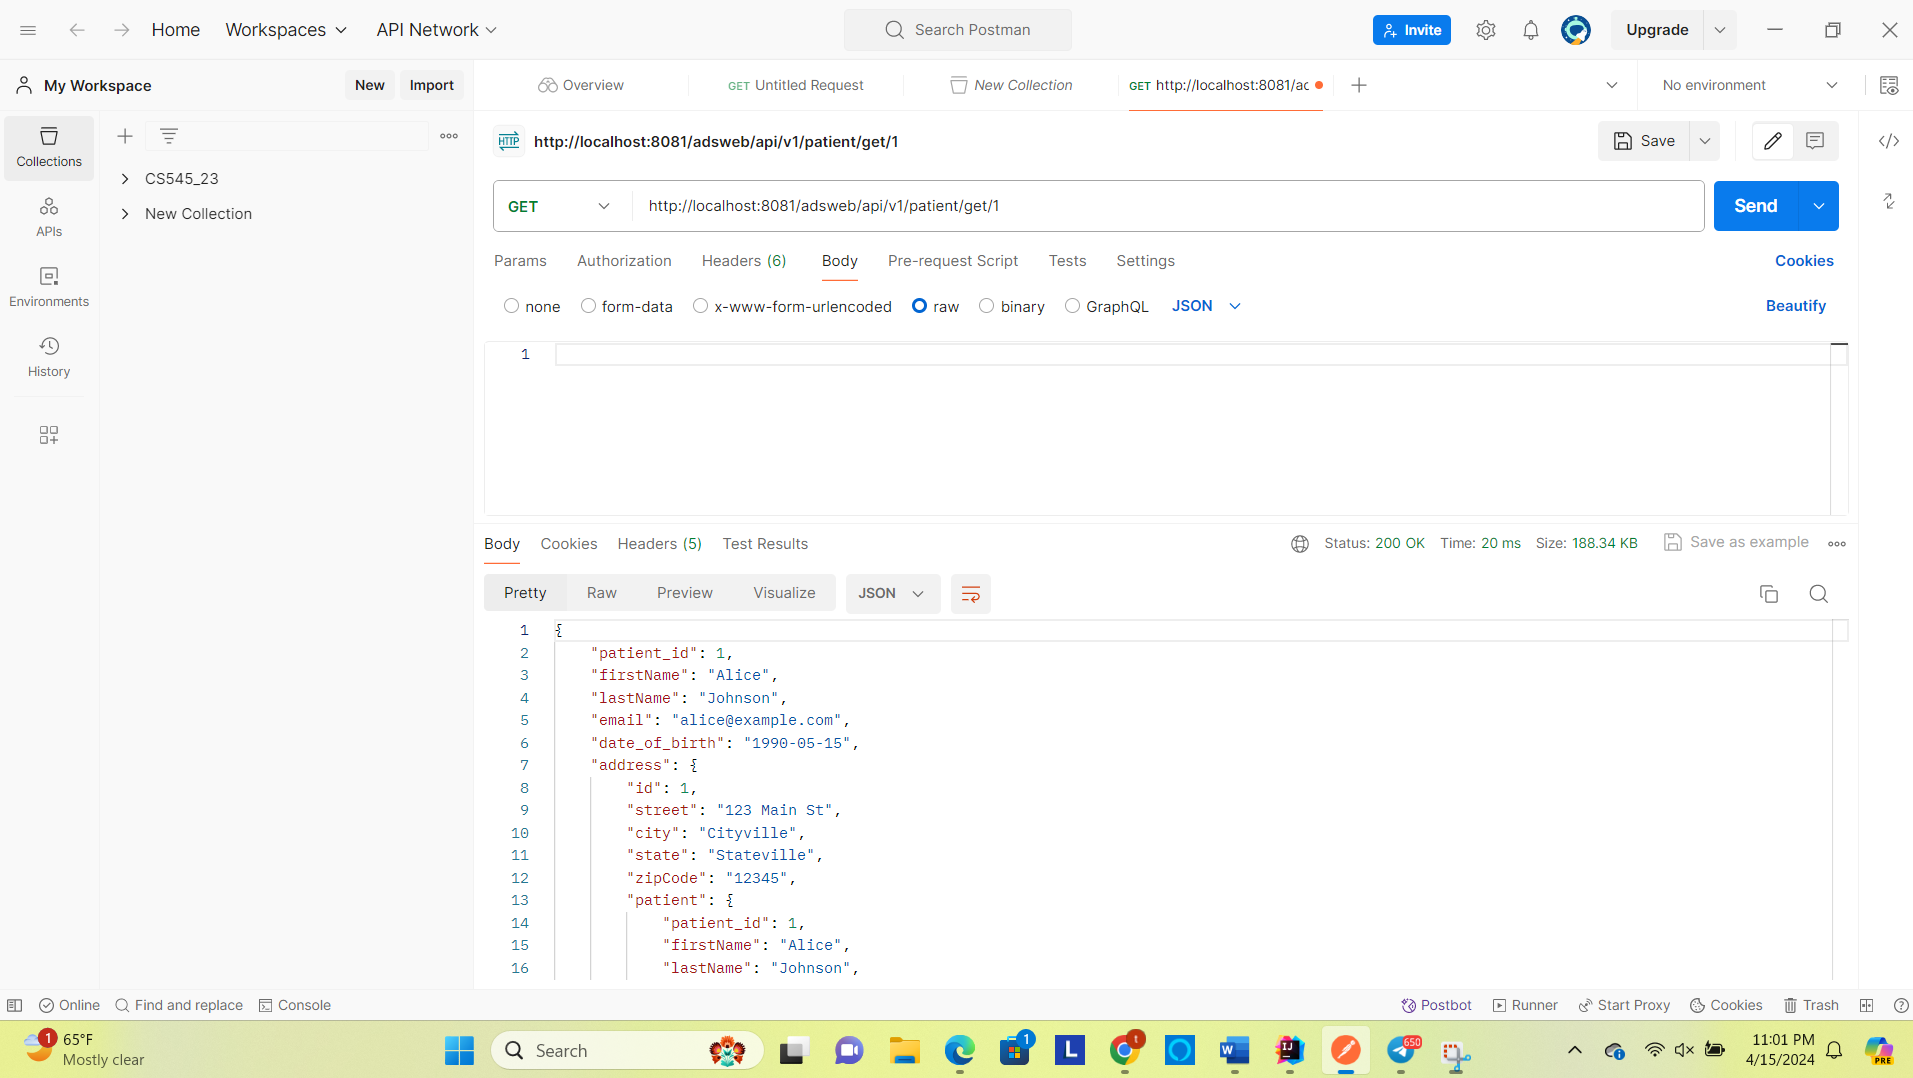 Home
Workspaces
API Network
Search Postman
Invite
Upgrade
My Workspace
New
Import
Overview
GET Untitled Request
New Collection
GET http://localhost:8081/ac
No environment
Collections
CS545_23
New Collection
APIs
Environments
History
HTTP
http://localhost:8081/adsweb/api/v1/patient/get/1
Save
GET
http://localhost:8081/adsweb/api/v1/patient/get/1
Send
Params
Authorization
Headers (6)
Body
Pre-request Script
Tests
Settings
Cookies
none
form-data
x-www-form-urlencoded
raw
binary
GraphQL
JSON
Beautify
1
Body
Cookies
Headers (5)
Test Results
Status: 200 OK
Time: 20 ms
Size: 188.34 KB
Save as example
Pretty
Raw
Preview
Visualize
JSON
1 {
2 "patient_id": 1,
3 "firstName": "Alice",
4 "lastName": "Johnson",
5 "email": "alice@example.com",
6 "date_of_birth": "1990-05-15",
7 "address": {
8 "id": 1,
9 "street": "123 Main St",
10 "city": "Cityville",
11 "state": "Stateville",
12 "zipCode": "12345",
13 "patient": {
14 "patient_id": 1,
15 "firstName": "Alice",
16 "lastName": "Johnson",
Online
Find and replace
Console
Postbot
Runner
Start Proxy
Cookies
Trash
1
65°F
Mostly clear
Search
1
L
t
W
IJ
650
11:01 PM
4/15/2024
PRE